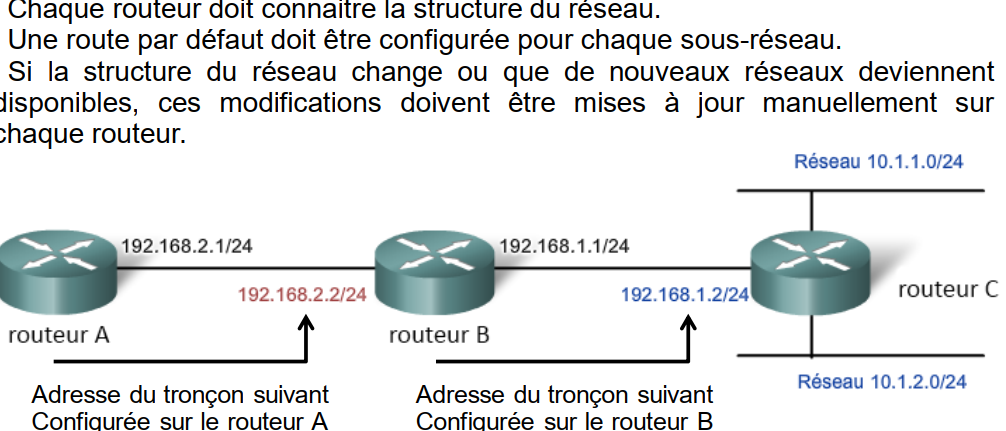 Chaque routeur doit connaître la structure du réseau.
Une route par défaut doit être configurée pour chaque sous-réseau.
Si la structure du réseau change ou que de nouveaux réseaux deviennent
disponibles, ces modifications doivent être mises à jour manuellement sur
chaque routeur.
Réseau 10.1.1.0/24
192.168.2.1/24
192.168.1.1/24
192.168.2.2/24
192.168.1.2/24
routeur C
routeur A
routeur B
Réseau 10.1.2.0/24
Adresse du tronçon suivant
Configurée sur le routeur A
Adresse du tronçon suivant
Configurée sur le routeur B